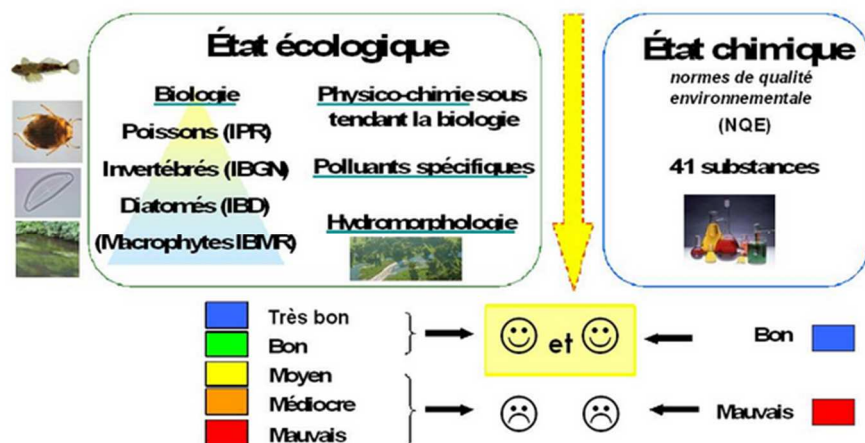 État écologique
Biologie
Poissons (IPR)
Invertébrés (IBGN)
Diatomés (IBD)
(Macrophytes IBMR)
Physico-chimie sous
tendant la biologie
Polluants spécifiques
Hydromorphologie
État chimique
normes de qualité
environnementale
(NQE)
41 substances
Très bon
Bon
Moyen
Médiocre
Mauvais
et
Bon
Mauvais